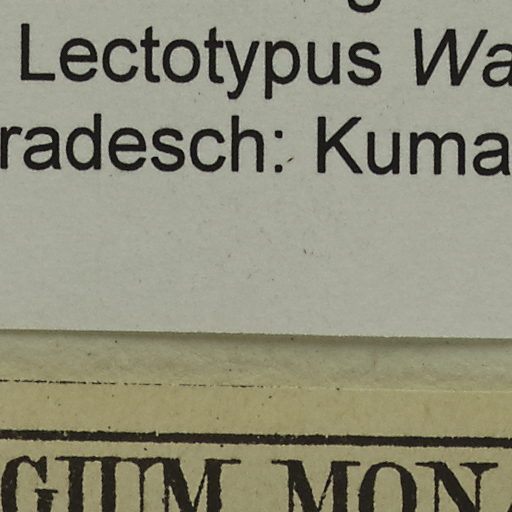 Lectotypus Wa
radesch: Kuma
GIUM MONA